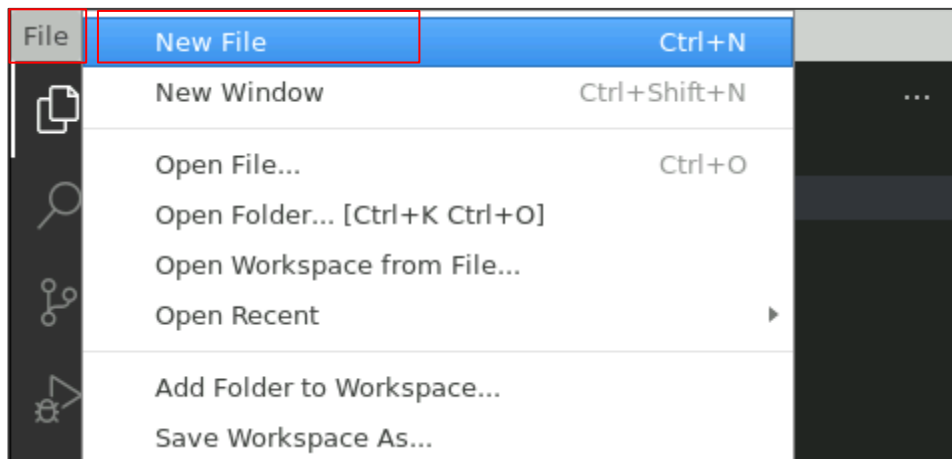 File
New File Ctrl+N
New Window Ctrl+Shift+N
...
Open File... Ctrl+O
Open Folder... [Ctrl+K Ctrl+O]
Open Workspace from File...
Open Recent
Add Folder to Workspace...
Save Workspace As...